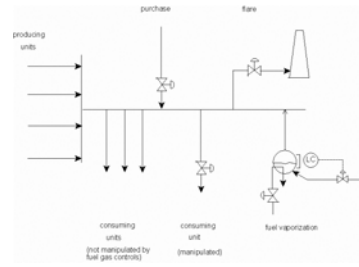 purchase
flare
producing
units
LC
consuming
units
(not manipulated by
fuel gas controls)
consuming
unit
(manipulated)
fuel vaporization